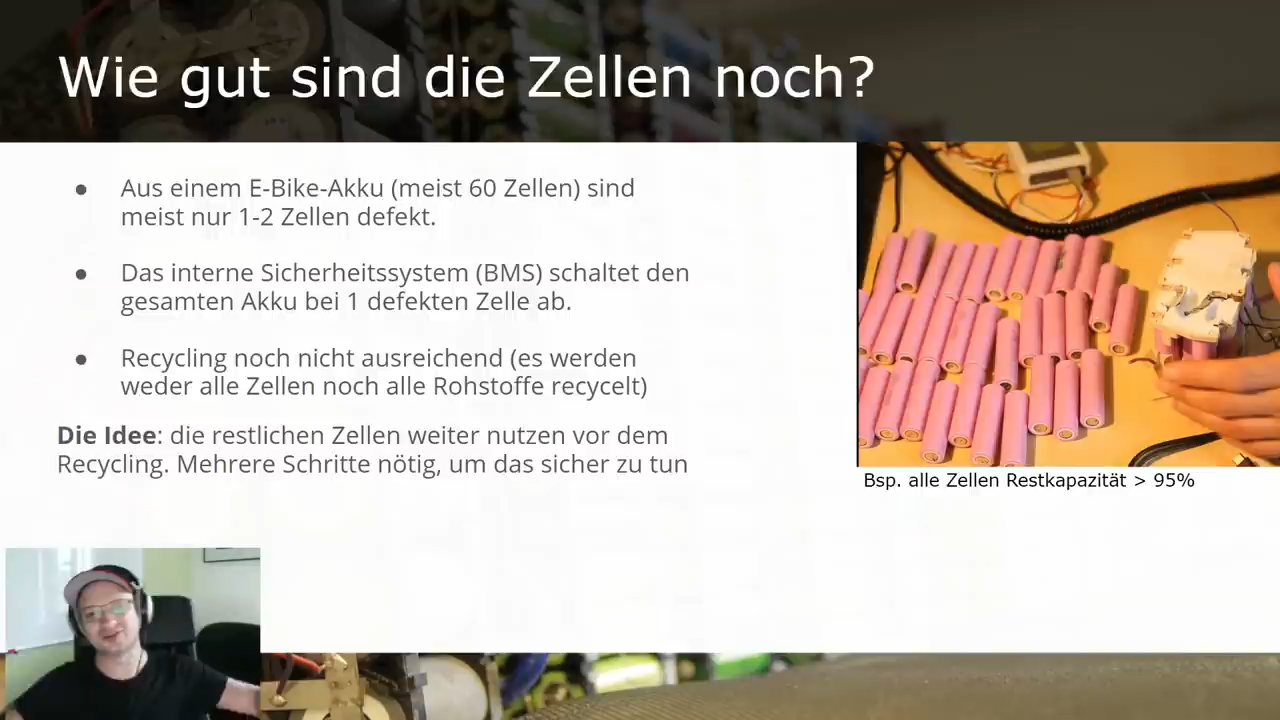 Wie gut sind die Zellen noch?
● Aus einem E-Bike-Akku (meist 60 Zellen) sind
meist nur 1-2 Zellen defekt.
● Das interne Sicherheitssystem (BMS) schaltet den
gesamten Akku bei 1 defekten Zelle ab.
● Recycling noch nicht ausreichend (es werden
weder alle Zellen noch alle Rohstoffe recycelt)
Die Idee: die restlichen Zellen weiter nutzen vor dem
Recycling. Mehrere Schritte nötig, um das sicher zu tun
Bsp. alle Zellen Restkapazität > 95%